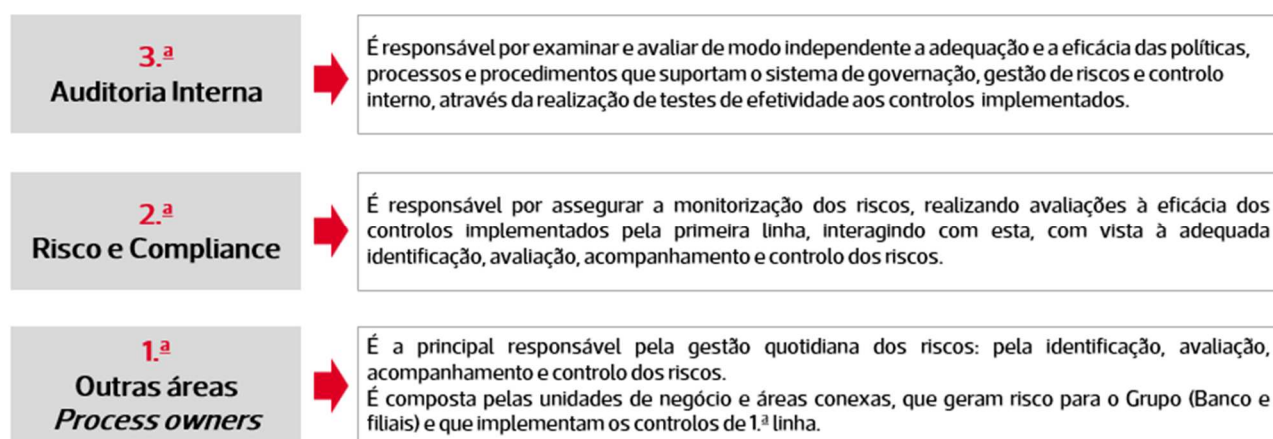 3.ª
Auditoria Interna
É responsável por examinar e avaliar de modo independente a adequação e a eficácia das políticas,
processos e procedimentos que suportam o sistema de governação, gestão de riscos e controlo
interno, através da realização de testes de efetividade aos controlos implementados.
2.ª
Risco e Compliance
É responsável por assegurar a monitorização dos riscos, realizando avaliações à eficácia dos
controlos implementados pela primeira linha, interagindo com esta, com vista à adequada
identificação, avaliação, acompanhamento e controlo dos riscos.
1.ª
Outras áreas
Process owners
É a principal responsável pela gestão quotidiana dos riscos: pela identificação, avaliação,
acompanhamento e controlo dos riscos.
É composta pelas unidades de negócio e áreas conexas, que geram risco para o Grupo (Banco e
filiais) e que implementam os controlos de 1.ª linha.